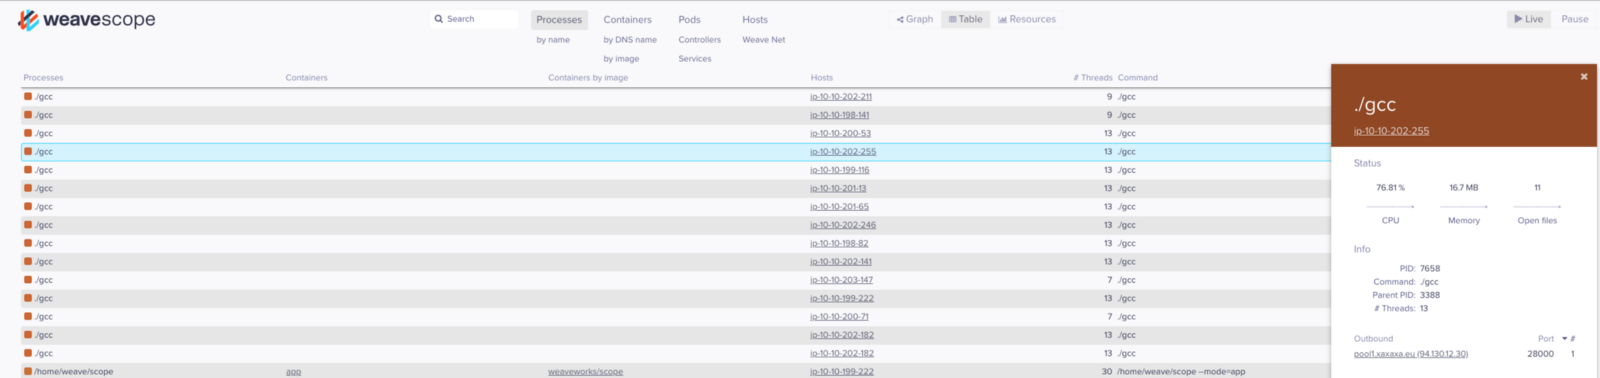 weavescope
Search
Processes Containers Pods Hosts
Graph Table Resources
Live Pause
by name by DNS name Controllers Weave Net
by image Services
Processes Containers Containers by image Hosts # Threads Command
./gcc ip-10-10-202-211 9 ./gcc
./gcc ip-10-10-198-141 9 ./gcc
./gcc ip-10-10-200-53 13 ./gcc
./gcc ip-10-10-202-255 13 ./gcc
./gcc ip-10-10-199-116 13 ./gcc
./gcc ip-10-10-201-13 13 ./gcc
./gcc ip-10-10-201-65 13 ./gcc
./gcc ip-10-10-202-246 13 ./gcc
./gcc ip-10-10-198-82 13 ./gcc
./gcc ip-10-10-202-141 13 ./gcc
./gcc ip-10-10-203-147 7 ./gcc
./gcc ip-10-10-199-222 13 ./gcc
./gcc ip-10-10-200-71 7 ./gcc
./gcc ip-10-10-202-182 13 ./gcc
./gcc ip-10-10-202-182 13 ./gcc
/home/weave/scope app weaveworks/scope ip-10-10-199-222 30 /home/weave/scope --mode=app
./gcc
ip-10-10-202-255
Status
76.81 % 16.7 MB 11
CPU Memory Open files
Info
PID: 7658
Command: ./gcc
Parent PID: 3388
# Threads: 13
Outbound Port #
pool1.xaxaxa.eu (94.130.12.30) 28000 1